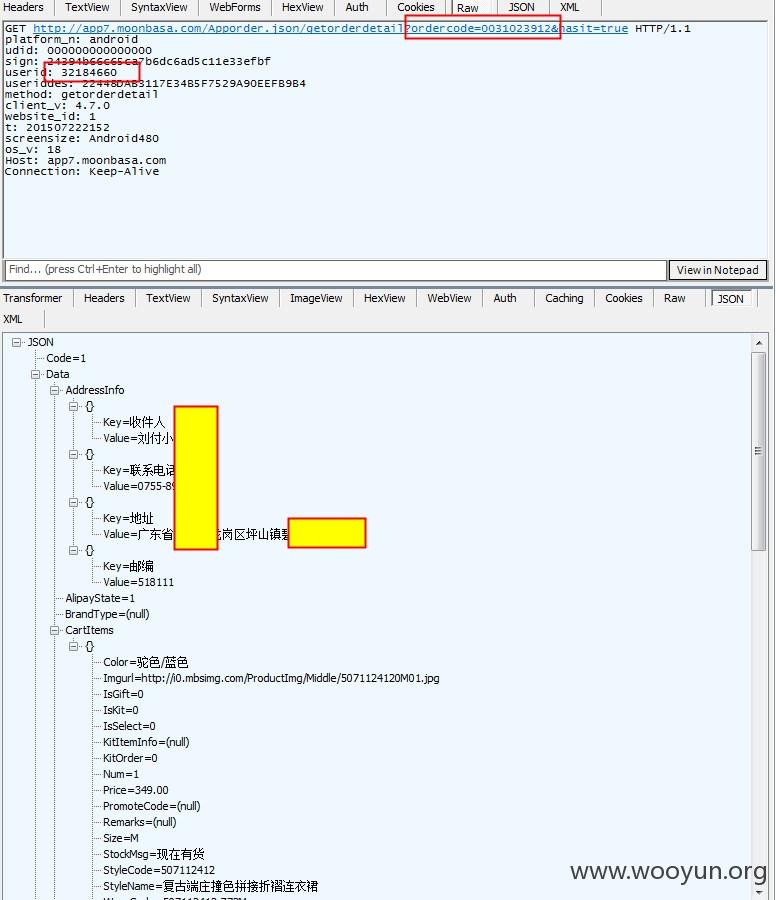 Headers TextView SyntaxView WebForms HexView Auth Cookies Raw JSON XML
GET http://app7.moonbasa.com/Apporder.json/getorderdetail?ordercode=0031023912&hasit=true HTTP/1.1
platform_n: android
udid: 000000000000000
sign: 24394b66c65ca7b6dc6ad5c11e33efbf
userid: 32184660
useriddes: 22448DAB3117E34B5F7529A90EEFB9B4
method: getorderdetail
client_v: 4.7.0
website_id: 1
t: 201507222152
screensize: Android480
os_v: 18
Host: app7.moonbasa.com
Connection: Keep-Alive
Find... (press Ctrl+Enter to highlight all) View in Notepad
Transformer Headers TextView SyntaxView ImageView HexView WebView Auth Caching Cookies Raw JSON
XML
JSON
Code=1
Data
AddressInfo
{}
Key=收件人
Value=刘付小
{}
Key=联系电话
Value=0755-89
{}
Key=地址
Value=广东省 龙岗区坪山镇
{}
Key=邮编
Value=518111
AlipayState=1
BrandType=(null)
CartItems
{}
Color=驼色/蓝色
Imgurl=http://i0.mbsimg.com/ProductImg/Middle/5071124120M01.jpg
IsGift=0
IsKit=0
IsSelect=0
KitItemInfo=(null)
KitOrder=0
Num=1
Price=349.00
PromoteCode=(null)
Remarks=(null)
Size=M
StockMsg=现在有货
StyleCode=507112412
StyleName=复古端庄撞色拼接折褶连衣裙
www.wooyun.org